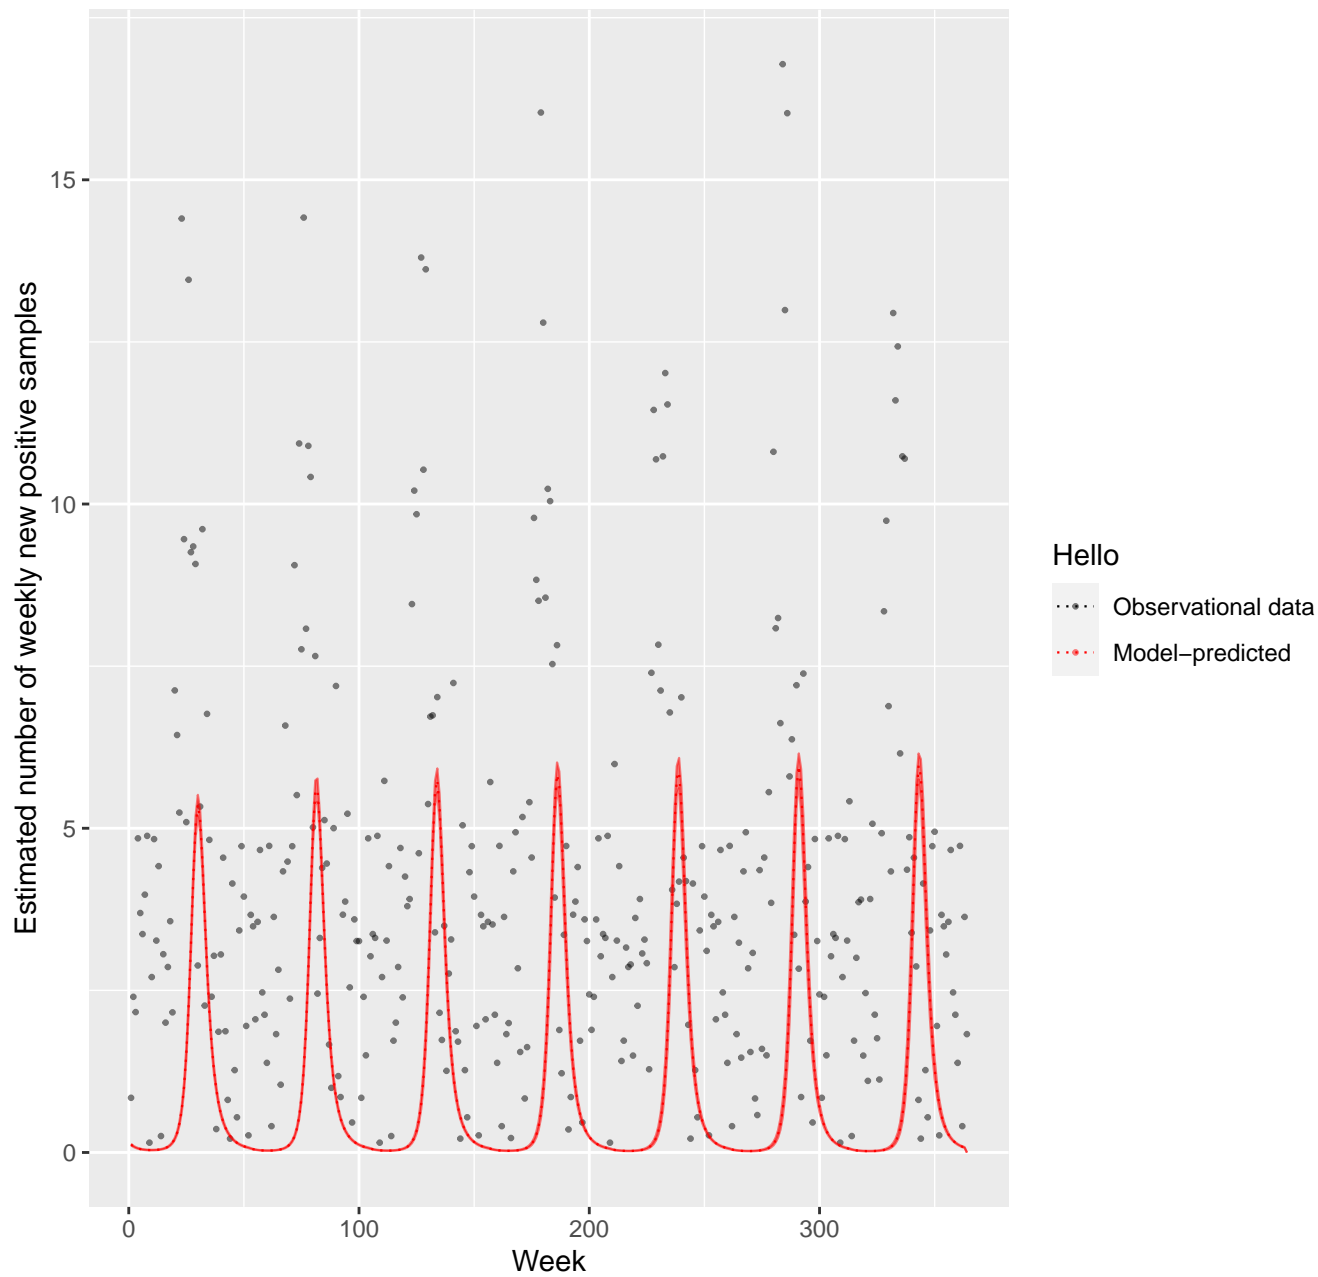 Estimated number of weekly new positive samples
15
10
5
0
0 100 200 300
Week
Hello
Observational data
Model−predicted